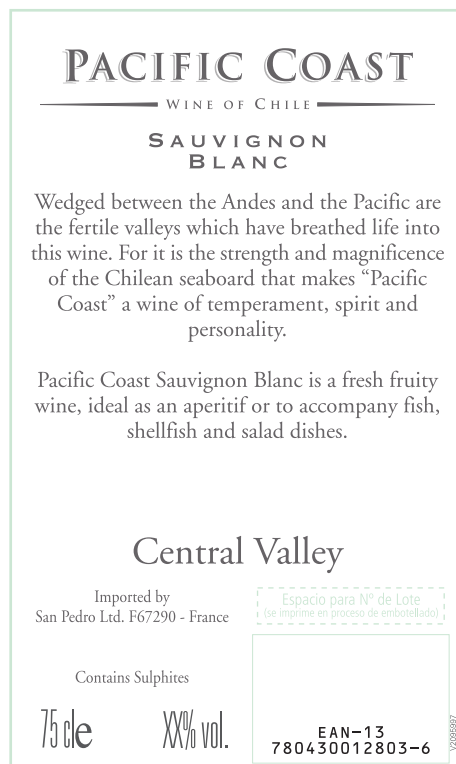 PACIFIC COAST
WINE OF CHILE
SAUVIGNON
BLANC
Wedged between the Andes and the Pacific are
the fertile valleys which have breathed life into
this wine. For it is the strength and magnificence
of the Chilean seaboard that makes “Pacific
Coast” a wine of temperament, spirit and
personality.
Pacific Coast Sauvignon Blanc is a fresh fruity
wine, ideal as an aperitif or to accompany fish,
shellfish and salad dishes.
Central Valley
Imported by
San Pedro Ltd. F67290 - France
Espacio para Nº de Lote
(se imprime en proceso de embotellado)
Contains Sulphites
75 cle
XX% vol.
EAN-13
780430012803-6
V2095997